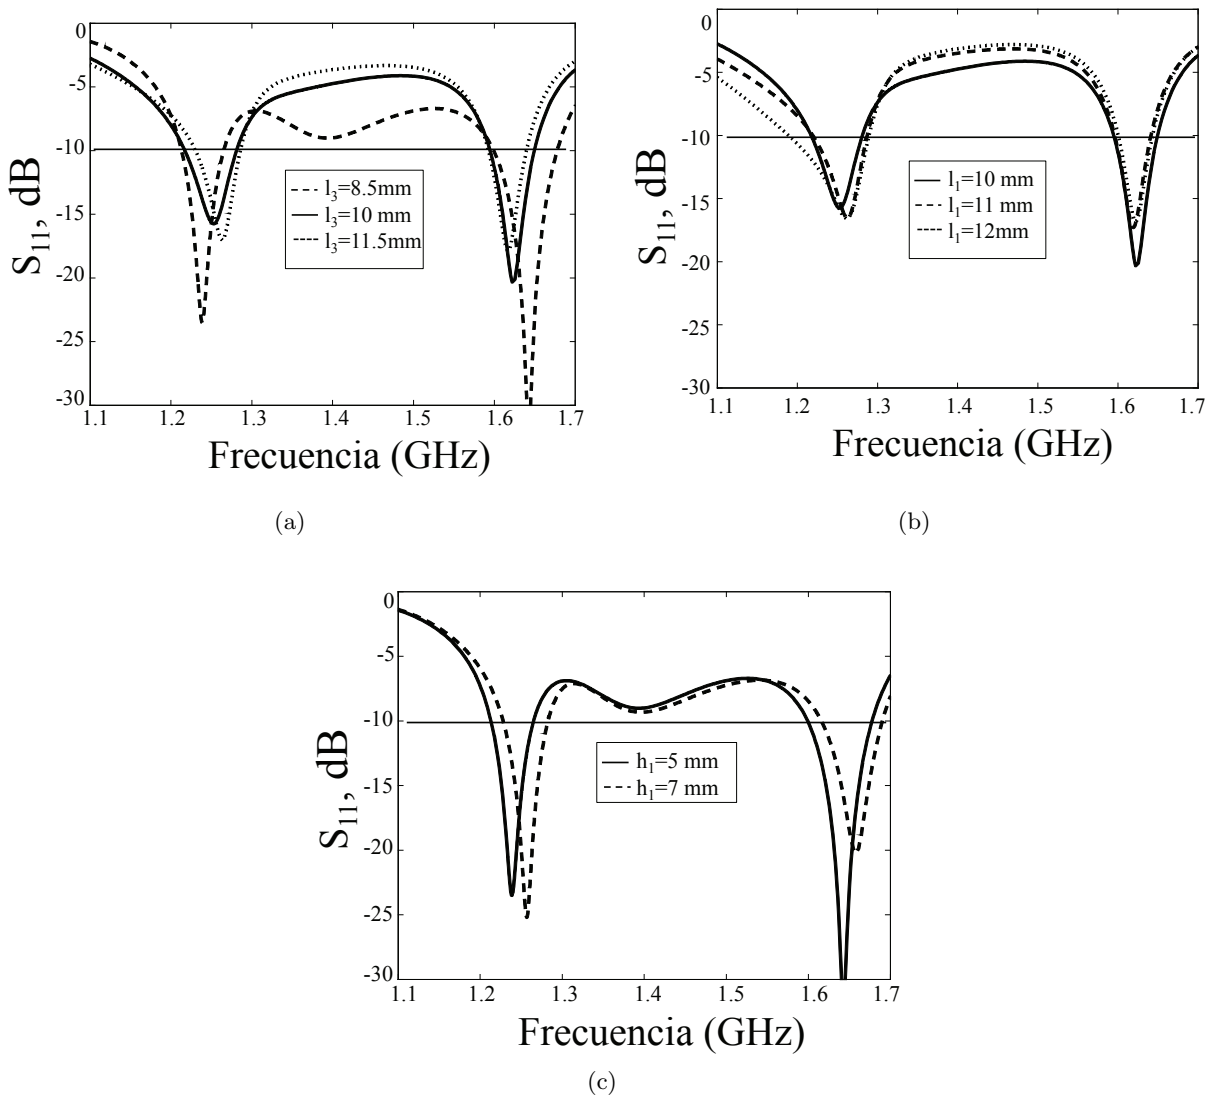 0
-5
-10
-15
-20
-25
-30
1.1
1.2
1.3
1.4
1.5
1.6
1.7
S11, dB
Frecuencia (GHz)
l3=8.5mm
l3=10 mm
l3=11.5mm
(a)
0
-5
-10
-15
-20
-25
-30
1.1
1.2
1.3
1.4
1.5
1.6
1.7
S11, dB
Frecuencia (GHz)
l1=10 mm
l1=11 mm
l1=12mm
(b)
0
-5
-10
-15
-20
-25
-30
1.1
1.2
1.3
1.4
1.5
1.6
1.7
S11, dB
Frecuencia (GHz)
h1=5 mm
h1=7 mm
(c)